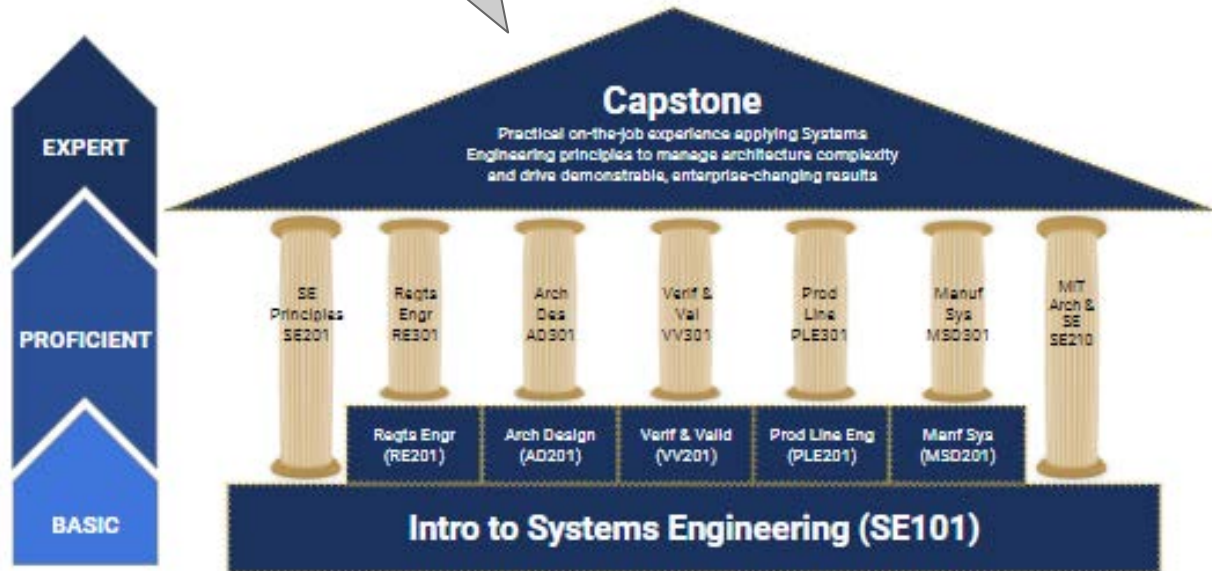 EXPERT
PROFICIENT
BASIC
Capstone
Practical on-the-job experience applying Systems
Engineering principles to manage architecture complexity
and drive demonstrable, enterprise-changing results
SE
Principles
SE201
Reqts
Engr
RE301
Arch
Des
AD301
Verif &
Val
VV301
Prod
Line
PLE301
Manuf
Sys
MSD301
MIT
Arch &
SE
SE210
Reqts Engr
(RE201)
Arch Design
(AD201)
Verif & Valid
(VV201)
Prod Line Eng
(PLE201)
Manf Sys
(MSD201)
Intro to Systems Engineering (SE101)